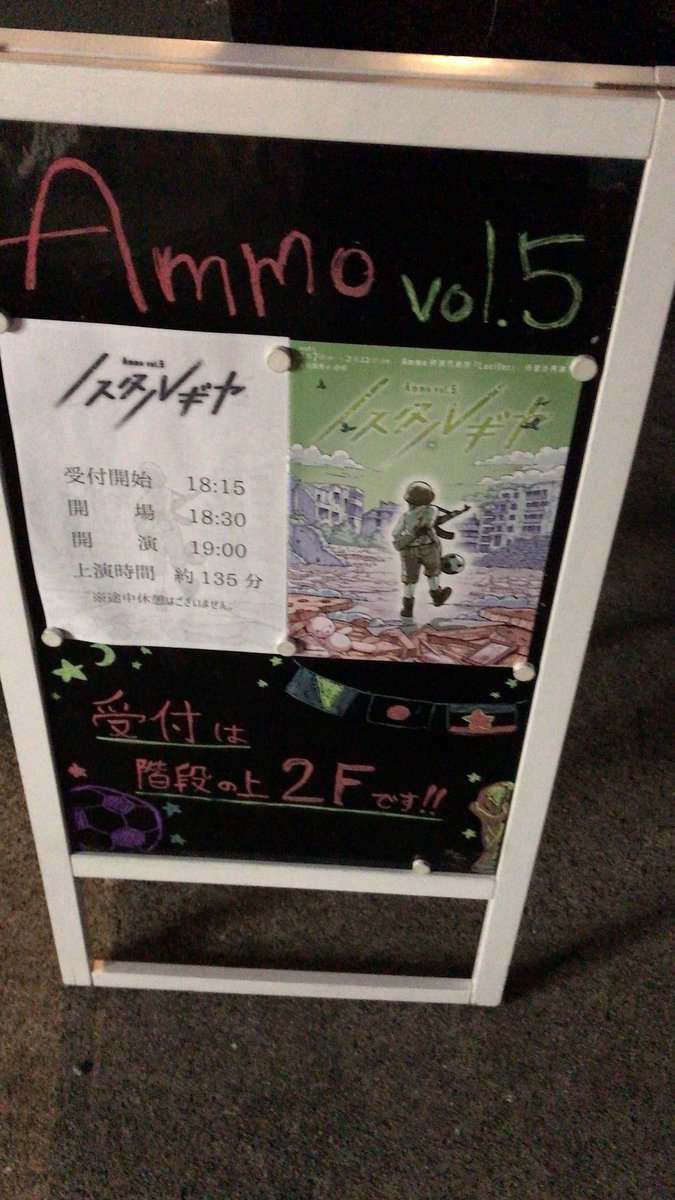 Ammo vol.5
Ammo vol.5
ノスタルギヤ
受付開始 18:15
開場 18:30
開演 19:00
上演時間 約135分
※途中休憩はございません。
Ammo vol.5
ノスタルギヤ
受付は
階段の上2Fです!!